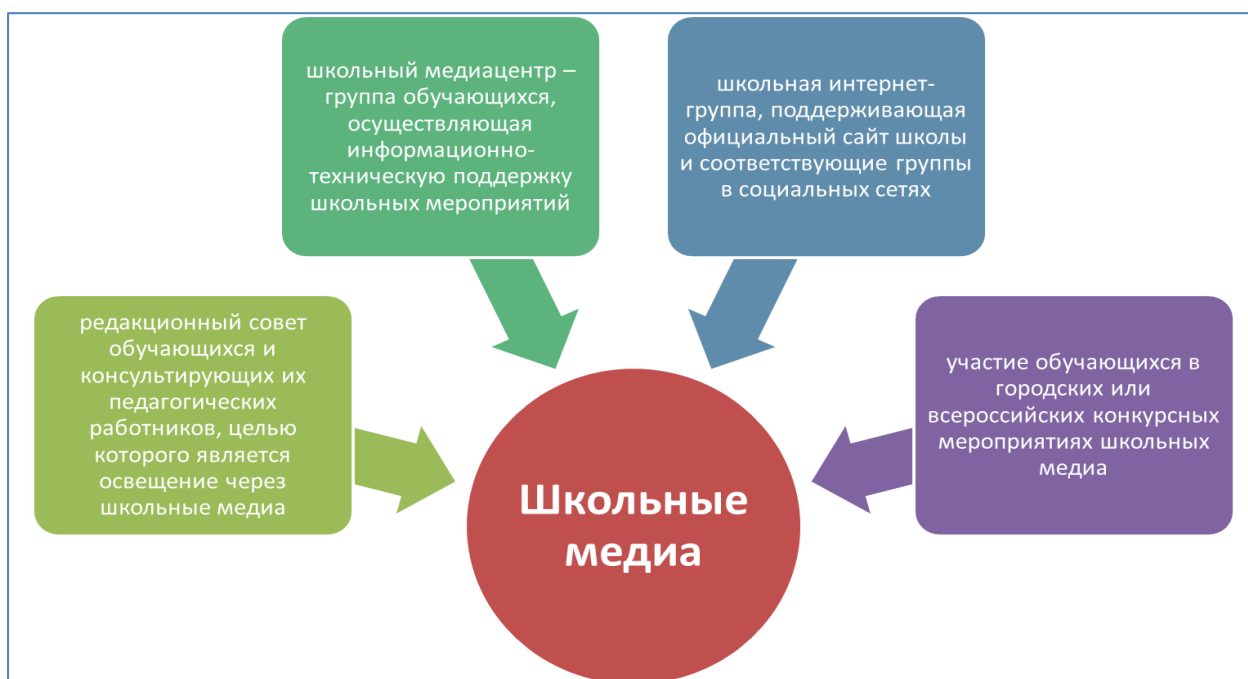 школьный медиацентр –
группа обучающихся,
осуществляющая
информационно-
техническую поддержку
школьных мероприятий
школьная интернет-
группа, поддерживающая
официальный сайт школы
и соответствующие группы
в социальных сетях
редакционный совет
обучающихся и
консультирующих их
педагогических
работников, целью
которого является
освещение через
школьные медиа
участие обучающихся в
городских или
всероссийских конкурсных
мероприятиях школьных
медиа
Школьные
медиа